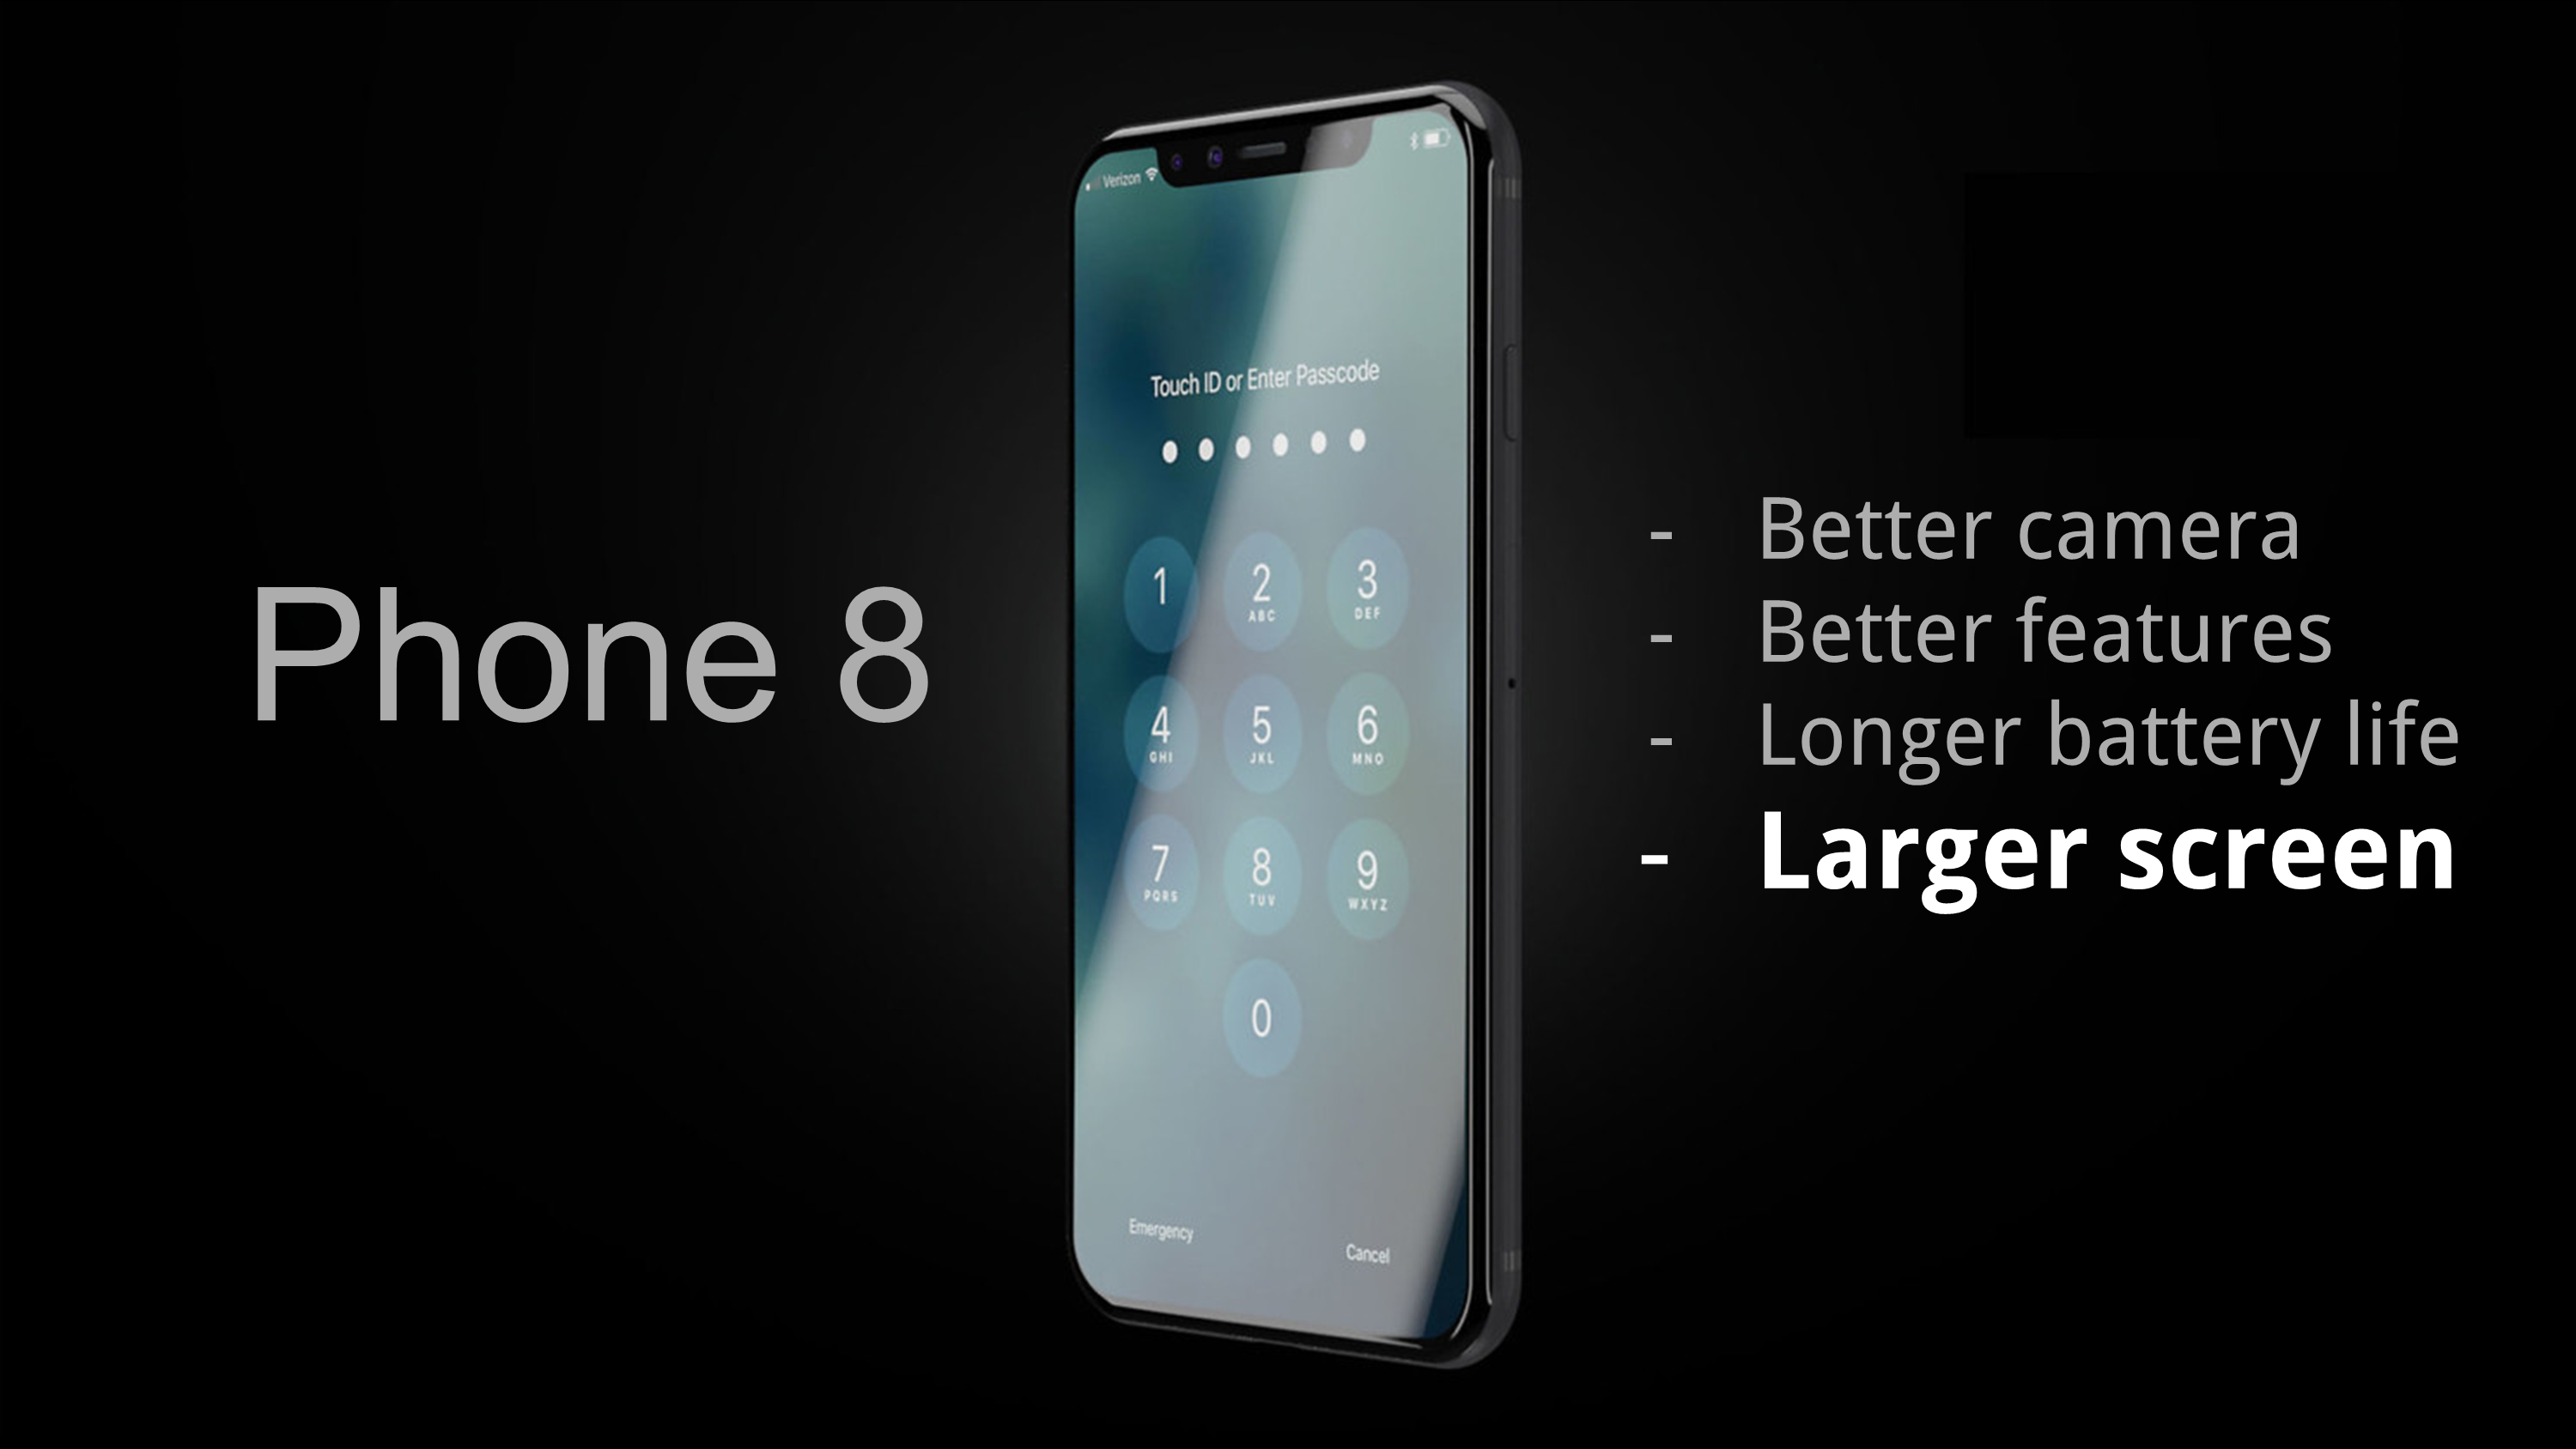 Verizon
Touch ID or Enter Passcode
1
2
ABC
3
DEF
4
GHI
5
JKL
6
MNO
7
PQRS
8
TUV
9
WXYZ
0
Emergency
Cancel
Phone 8
- Better camera
- Better features
- Longer battery life
- Larger screen